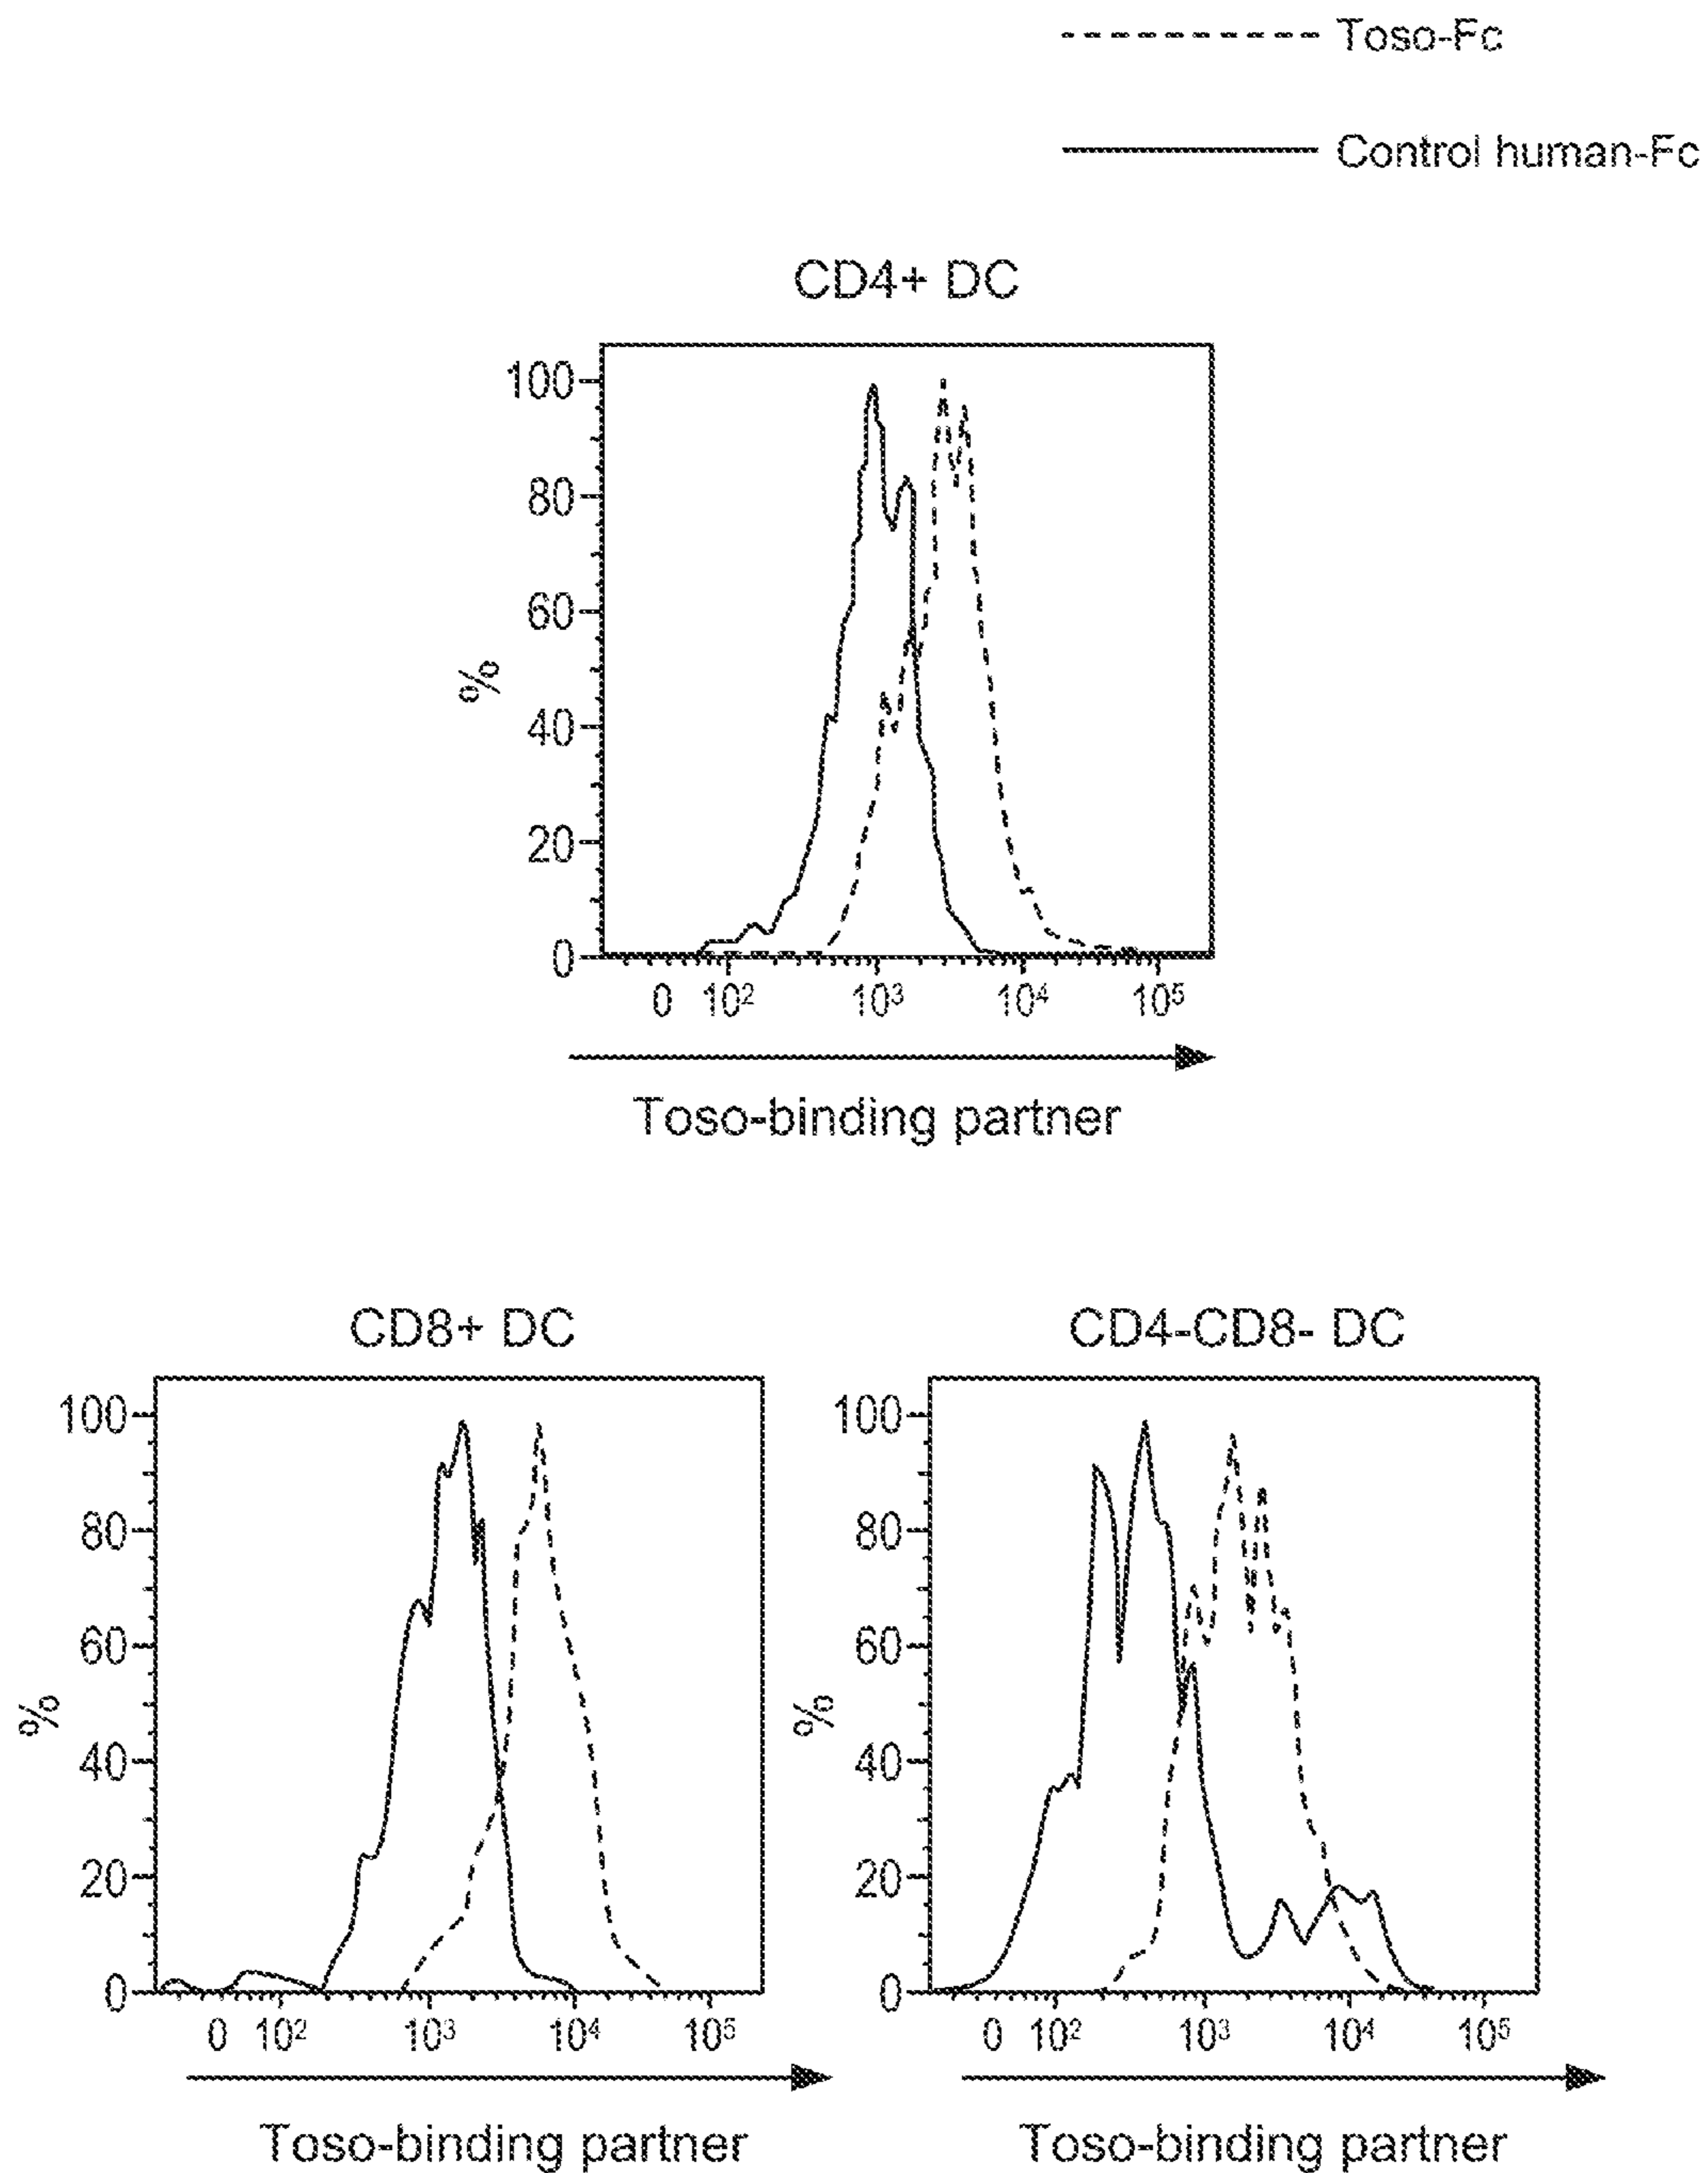 Toso-Fc
Control human-Fc
CD4+ DC
100
80
60
40
20
0
%
0 10² 10³ 10⁴ 10⁵
Toso-binding partner
CD8+ DC
100
80
60
40
20
0
%
0 10² 10³ 10⁴ 10⁵
Toso-binding partner
CD4-CD8- DC
100
80
60
40
20
0
%
0 10² 10³ 10⁴ 10⁵
Toso-binding partner